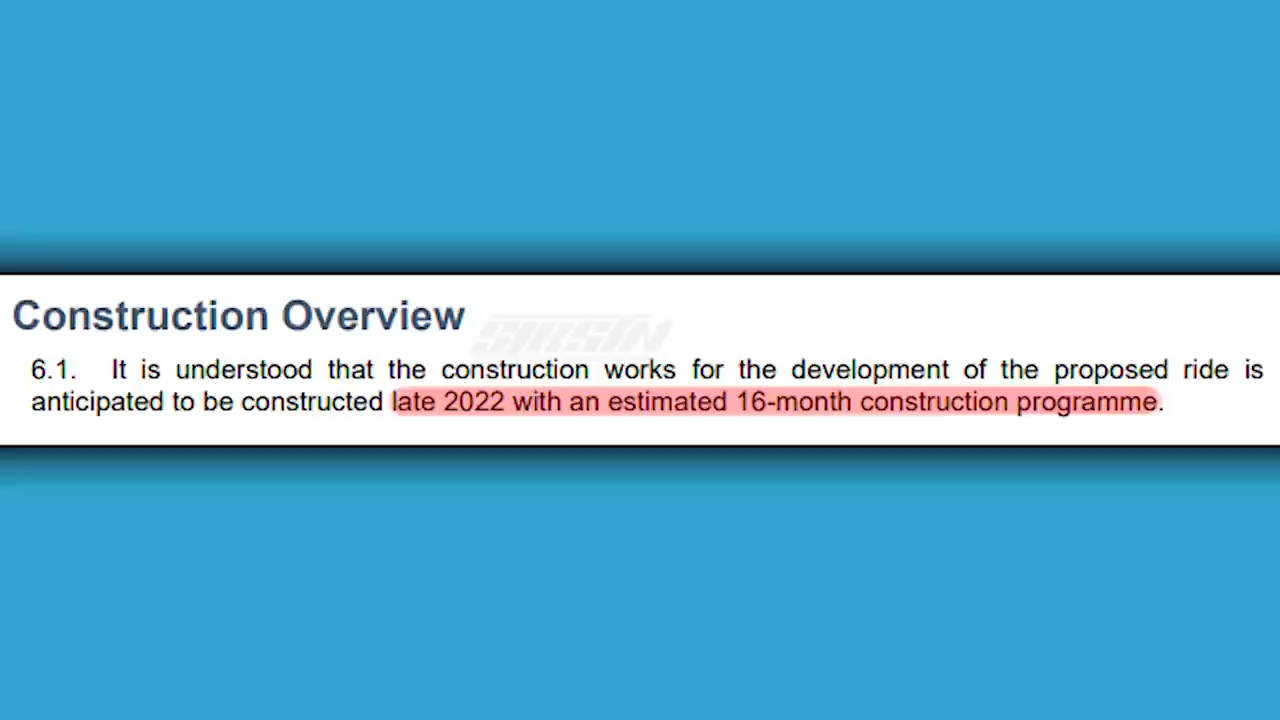 Construction Overview
SIRSIN
6.1. It is understood that the construction works for the development of the proposed ride is
anticipated to be constructed late 2022 with an estimated 16-month construction programme.